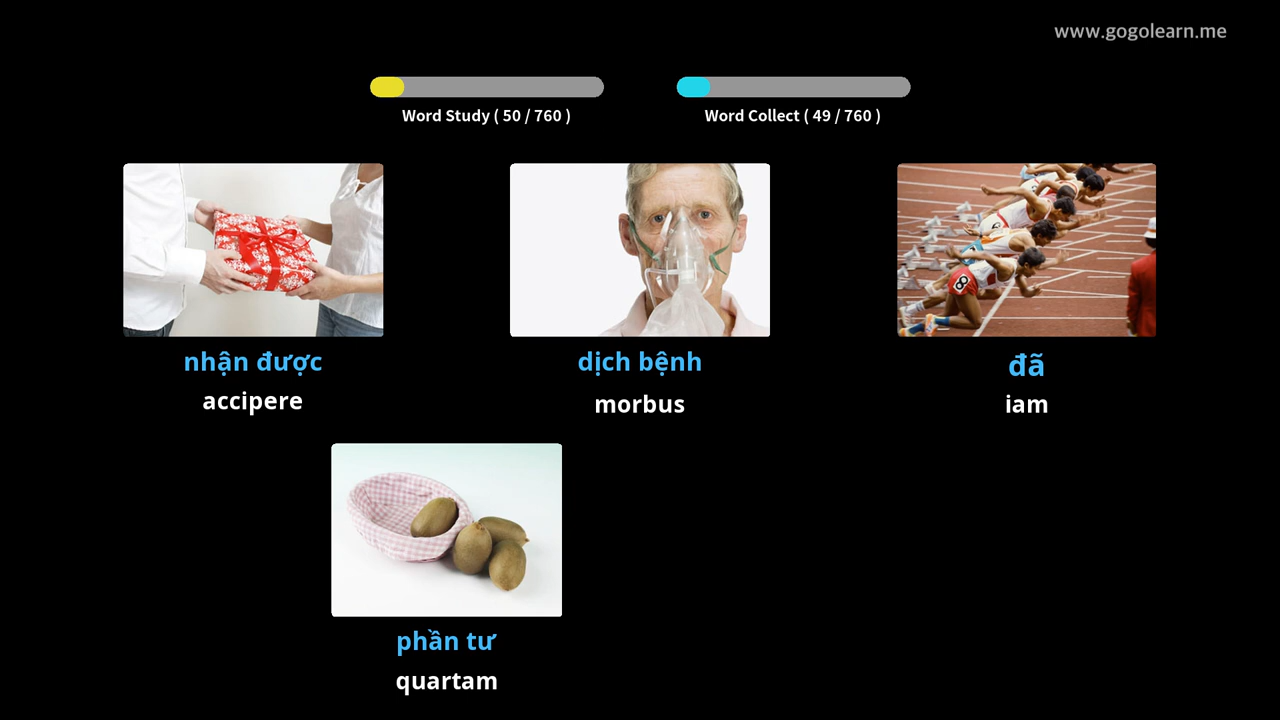 www.gogolearn.me
Word Study ( 50 / 760 )
Word Collect ( 49 / 760 )
nhận được
accipere
dịch bệnh
morbus
đã
iam
8
phần tư
quartam